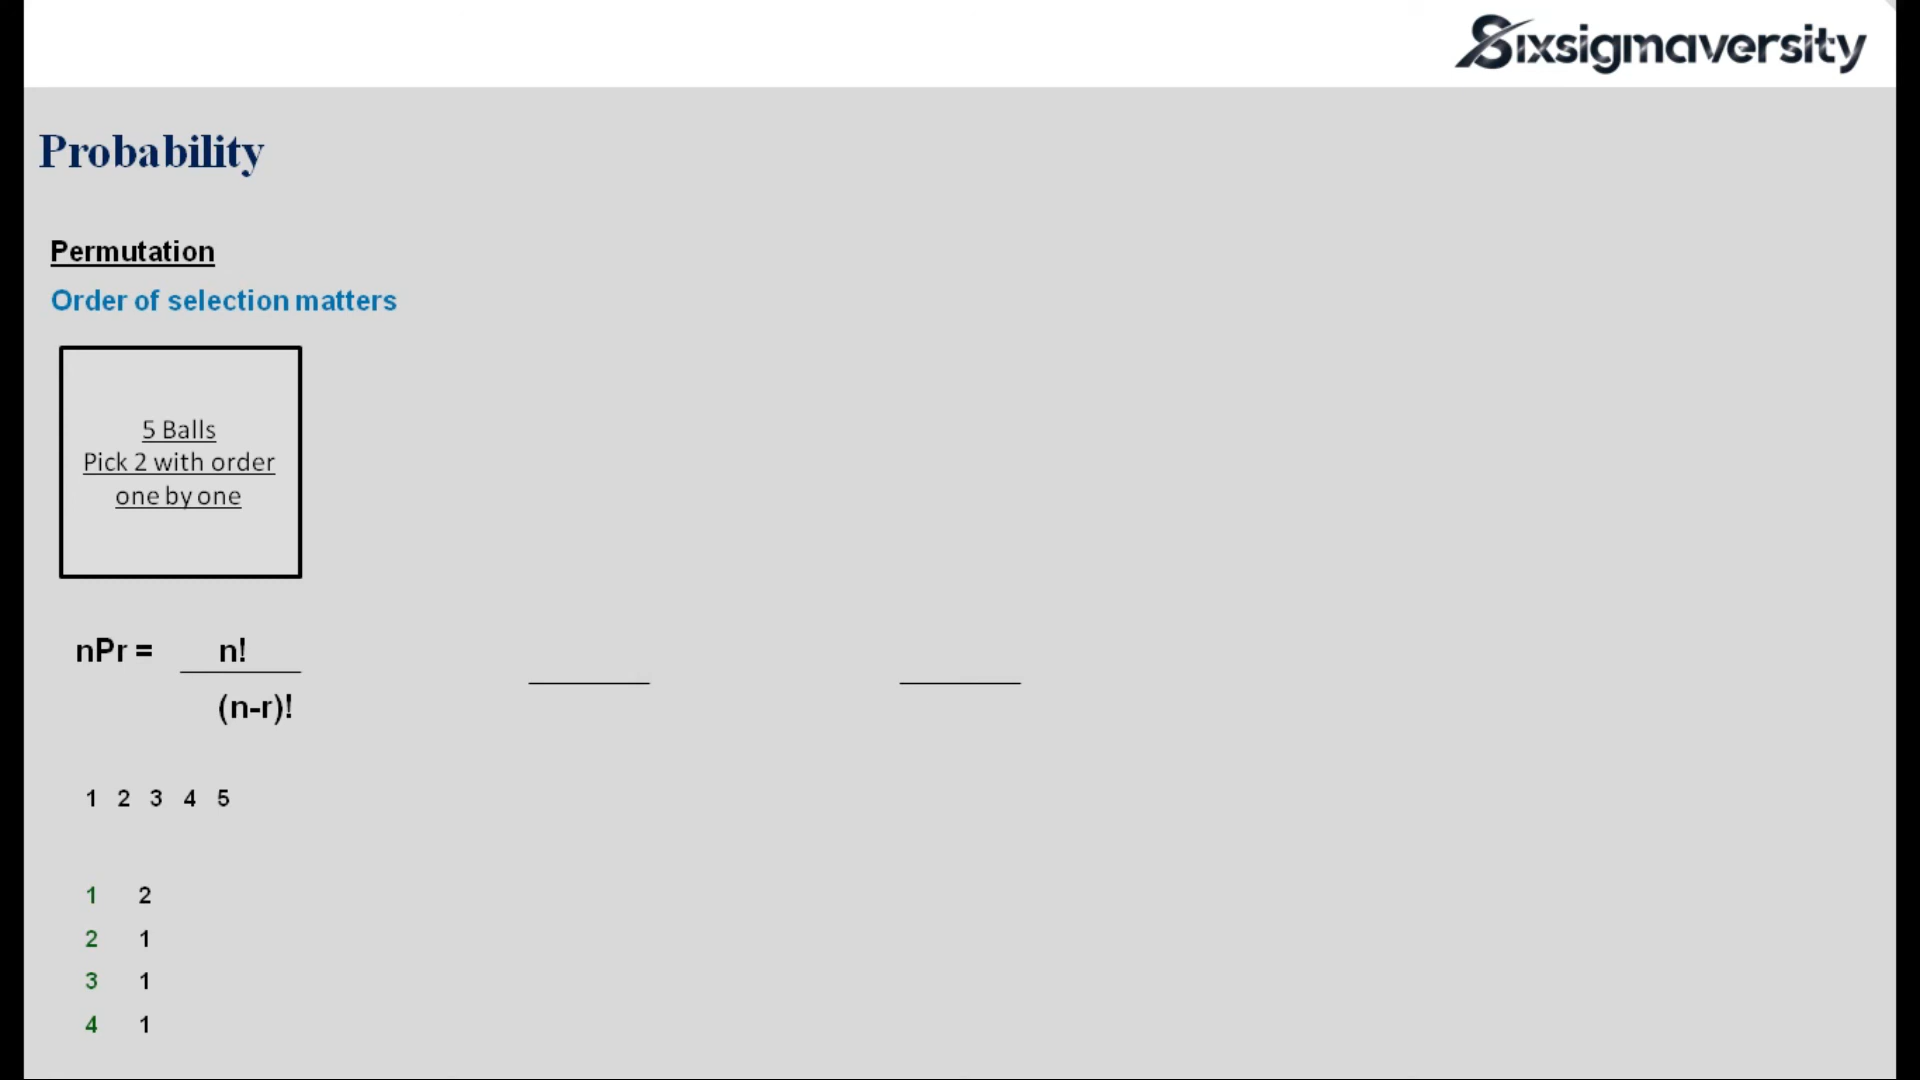 Sixsigmaversity
Probability
Permutation
Order of selection matters
5 Balls
Pick 2 with order
one by one
nPr = n!
(n-r)!
1 2 3 4 5
1 2
2 1
3 1
4 1